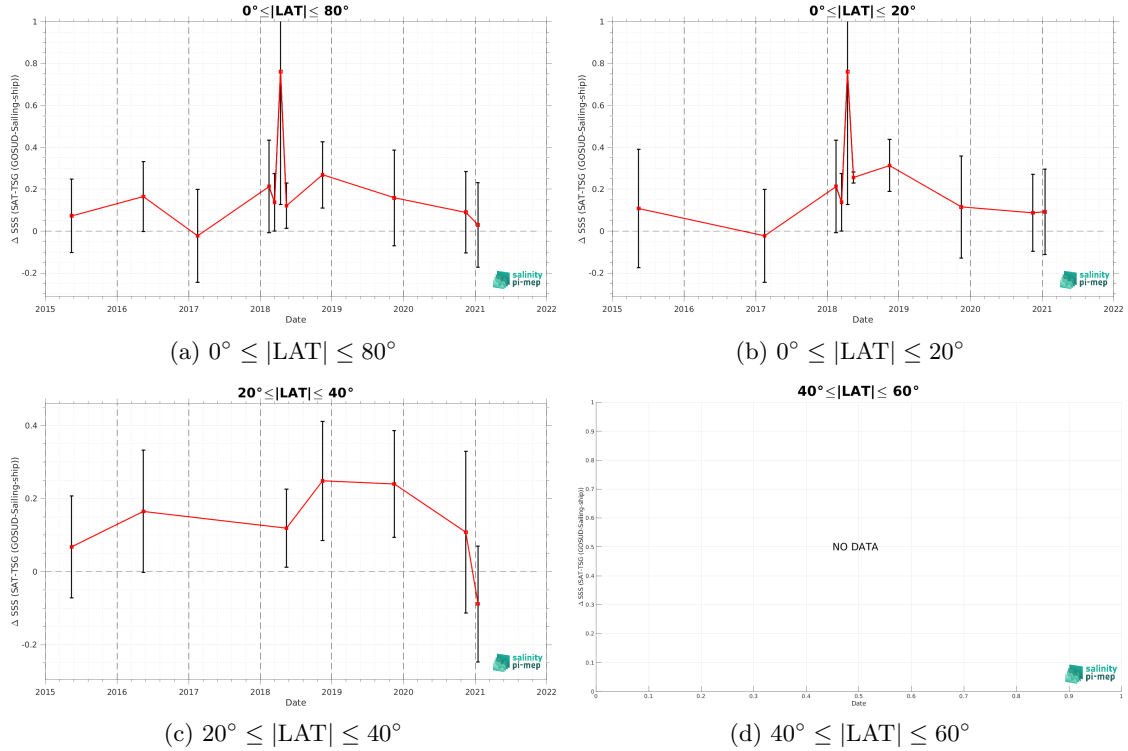 0°≤|LAT|≤ 80°
Δ SSS (SAT-TSG (GOSUD-Sailing-ship))
1
0.8
0.6
0.4
0.2
0
-0.2
2015 2016 2017 2018 2019 2020 2021 2022
Date
salinity
pi-mep
(a) 0° ≤ |LAT| ≤ 80°
0°≤|LAT|≤ 20°
Δ SSS (SAT-TSG (GOSUD-Sailing-ship))
1
0.8
0.6
0.4
0.2
0
-0.2
2015 2016 2017 2018 2019 2020 2021 2022
Date
salinity
pi-mep
(b) 0° ≤ |LAT| ≤ 20°
20°≤|LAT|≤ 40°
Δ SSS (SAT-TSG (GOSUD-Sailing-ship))
0.4
0.2
0
-0.2
2015 2016 2017 2018 2019 2020 2021 2022
Date
salinity
pi-mep
(c) 20° ≤ |LAT| ≤ 40°
40°≤|LAT|≤ 60°
Δ SSS (SAT-TSG (GOSUD-Sailing-ship))
1
0.9
0.8
0.7
0.6
0.5
0.4
0.3
0.2
0.1
0
NO DATA
0 0.1 0.2 0.3 0.4 0.5 0.6 0.7 0.8 0.9 1
Date
salinity
pi-mep
(d) 40° ≤ |LAT| ≤ 60°